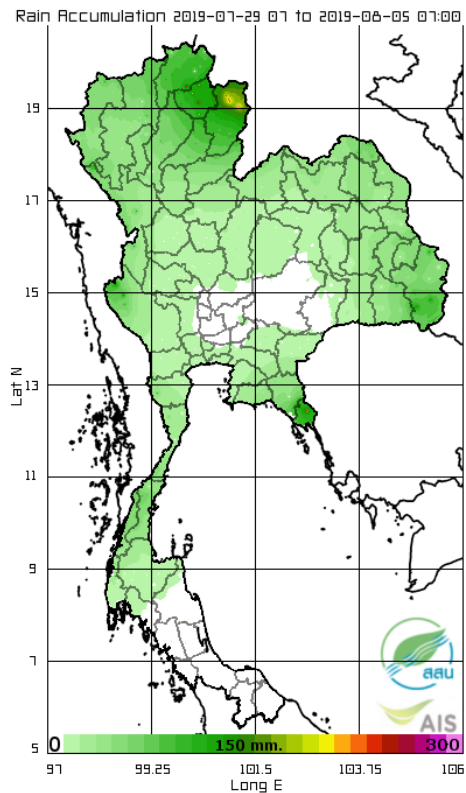 Rain Accumulation 2019-07-29 07 to 2019-08-05 07:00
19
17
15
Lat N
13
11
9
7
สสน
AIS
5
0 150 mm. 300
97 99.25 101.5 103.75 106
Long E